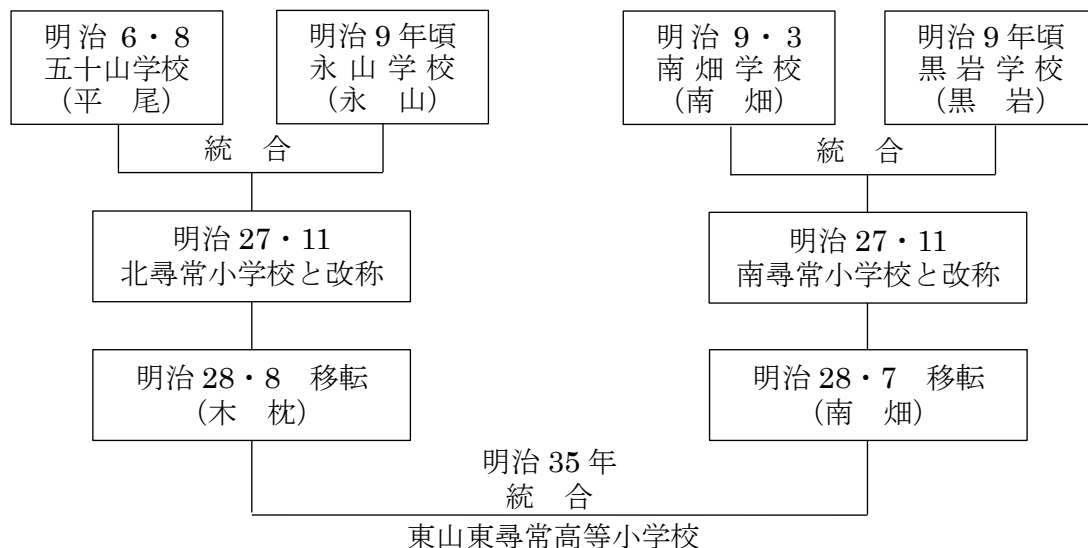 明治 6・8
五十山学校
（平　尾）
明治 9 年頃
永 山 学 校
（永　山）
明治 9・3
南 畑 学 校
（南　畑）
明治 9 年頃
黒 岩 学 校
（黒　岩）
統　合
統　合
明治 27・11
北尋常小学校と改称
明治 27・11
南尋常小学校と改称
明治 28・8　移転
（木　枕）
明治 28・7　移転
（南　畑）
明治 35 年
統　合
東山東尋常高等小学校